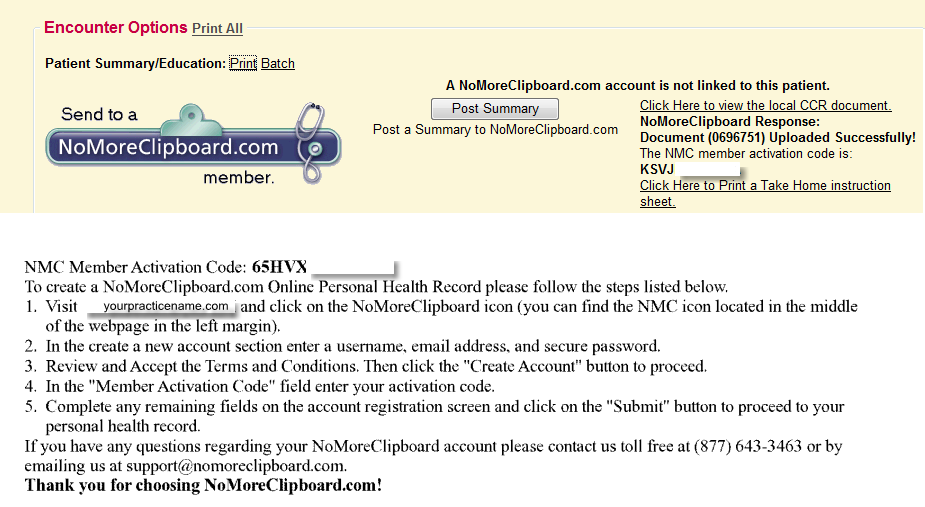 Encounter Options Print All
Patient Summary/Education: Print Batch
A NoMoreClipboard.com account is not linked to this patient.
Send to a
NoMoreClipboard.com
member.
Post Summary
Post a Summary to NoMoreClipboard.com
Click Here to view the local CCR document.
NoMoreClipboard Response:
Document (0696751) Uploaded Successfully!
The NMC member activation code is:
KSVJ
Click Here to Print a Take Home instruction
sheet.
NMC Member Activation Code: 65HVX
To create a NoMoreClipboard.com Online Personal Health Record please follow the steps listed below.
1. Visit yourpracticename.com and click on the NoMoreClipboard icon (you can find the NMC icon located in the middle
of the webpage in the left margin).
2. In the create a new account section enter a username, email address, and secure password.
3. Review and Accept the Terms and Conditions. Then click the "Create Account" button to proceed.
4. In the "Member Activation Code" field enter your activation code.
5. Complete any remaining fields on the account registration screen and click on the "Submit" button to proceed to your
personal health record.
If you have any questions regarding your NoMoreClipboard account please contact us toll free at (877) 643-3463 or by
emailing us at support@nomoreclipboard.com.
Thank you for choosing NoMoreClipboard.com!